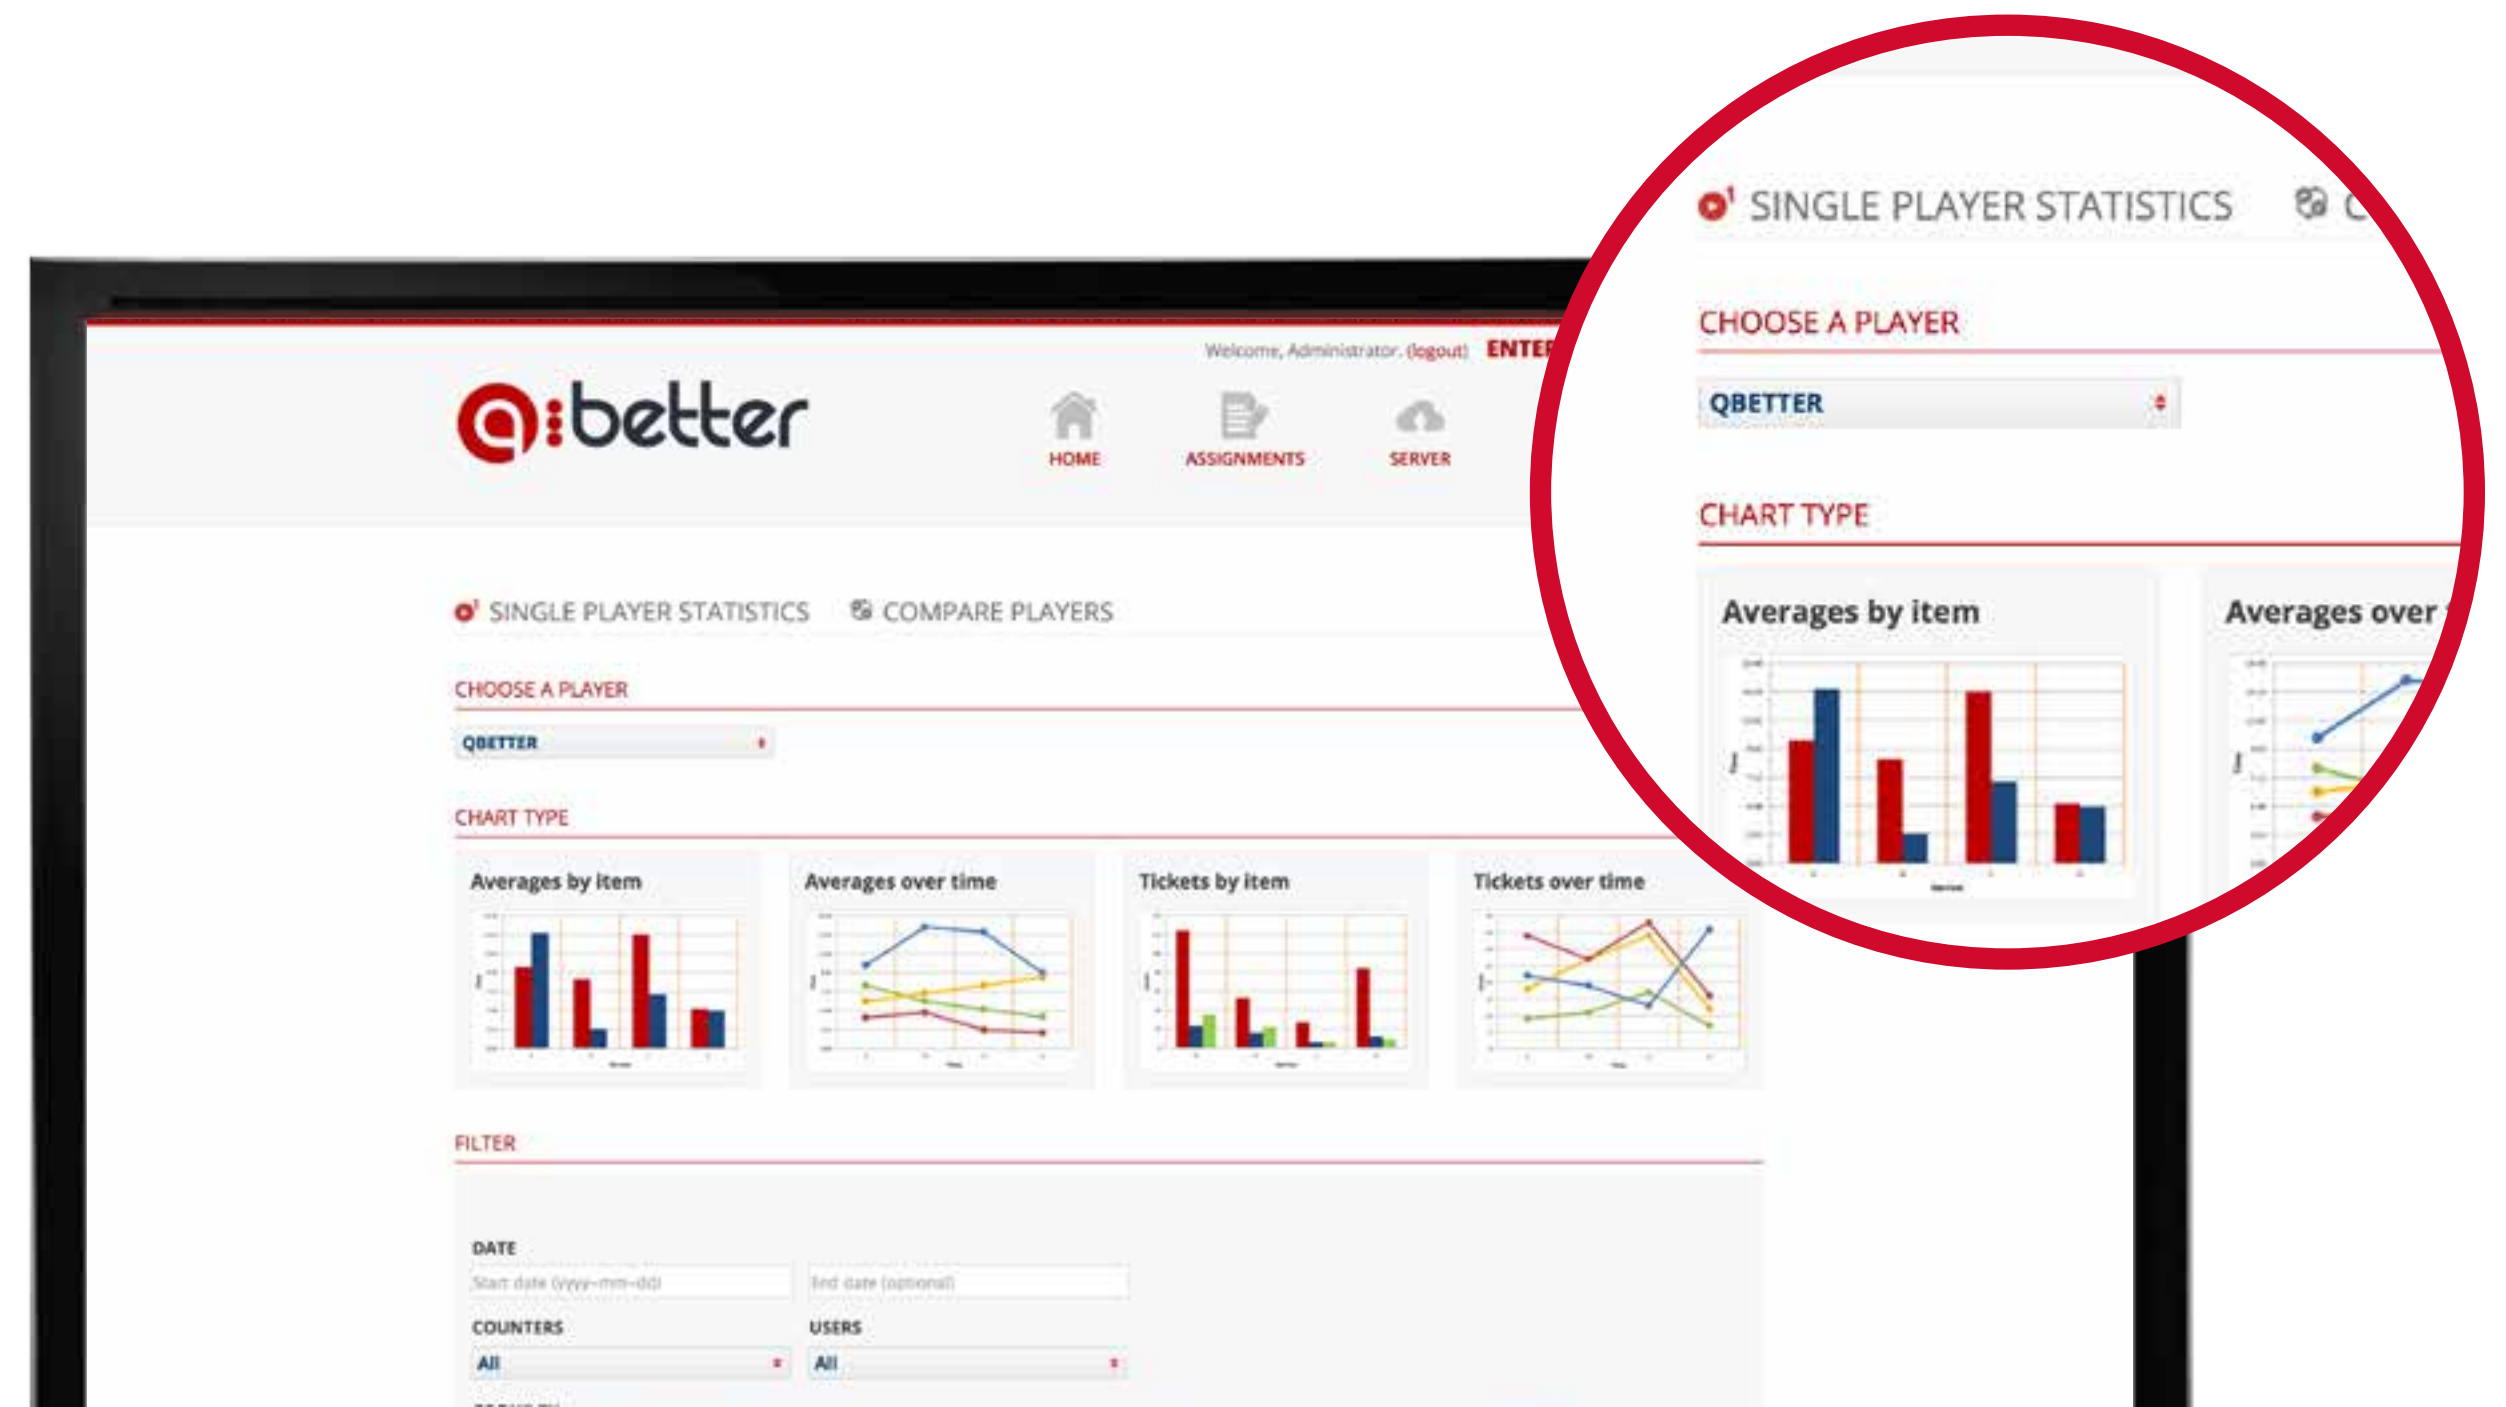 Welcome, Administrator. (logout) ENTER
a:better
HOME ASSIGNMENTS SERVER
SINGLE PLAYER STATISTICS COMPARE PLAYERS
CHOOSE A PLAYER
QBETTER
CHART TYPE
Averages by item Averages over time Tickets by item Tickets over time
FILTER
DATE
Start date (yyyy-mm-dd) End date (optional)
COUNTERS USERS
All All
1 SINGLE PLAYER STATISTICS C
CHOOSE A PLAYER
QBETTER
CHART TYPE
Averages by item Averages over